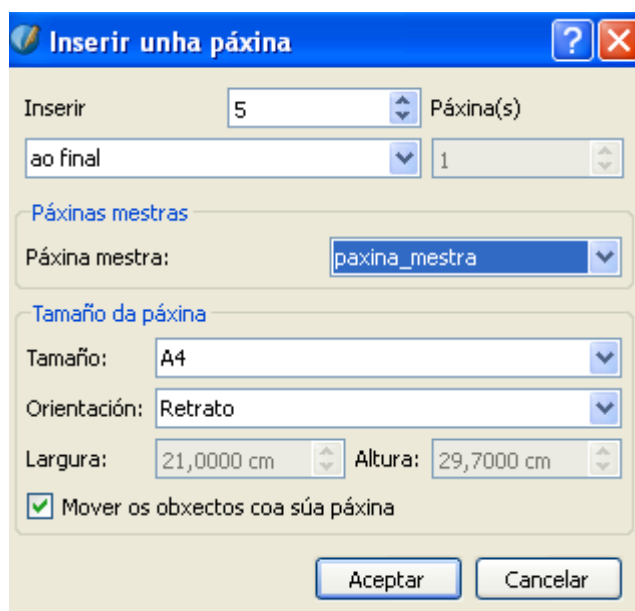 Inserir unha páxina
Inserir 5 Páxina(s)
ao final 1
Páxinas mestras
Páxina mestra: paxina_mestra
Tamaño da páxina
Tamaño: A4
Orientación: Retrato
Largura: 21,0000 cm Altura: 29,7000 cm
Mover os obxectos coa súa páxina
Aceptar Cancelar